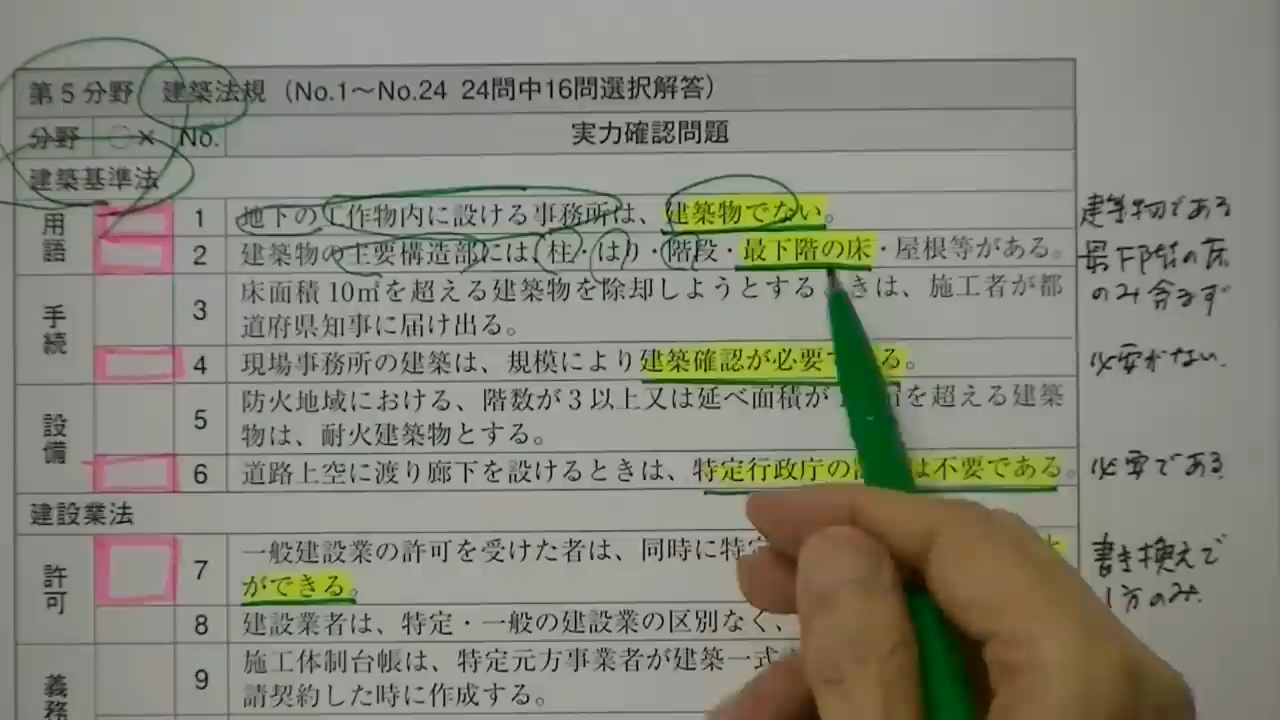 第5分野 建築法規(No.1～No.24 24問中16問選択解答)
分野 ○× No. 実力確認問題
建築基準法
用語
1 地下の工作物内に設ける事務所は、建築物でない。 建築物である
2 建築物の主要構造部には、柱・はり・階段・最下階の床・屋根等がある。 最下階の床
のみ含まず
手続
3 床面積10㎡を超える建築物を除却しようとするときは、施工者が都
道府県知事に届け出る。
4 現場事務所の建築は、規模により建築確認が必要である。 必要がない.
設備
5 防火地域における、階数が3以上又は延べ面積が を超える建築
物は、耐火建築物とする。
6 道路上空に渡り廊下を設けるときは、特定行政庁の は不要である。 必要である
建設業法
許可
7 一般建設業の許可を受けた者は、同時に特定
ができる。 書き換えで
1方のみ
8 建設業者は、特定・一般の建設業の区別なく、
義務
9 施工体制台帳は、特定元方事業者が建築一式
請契約した時に作成する。